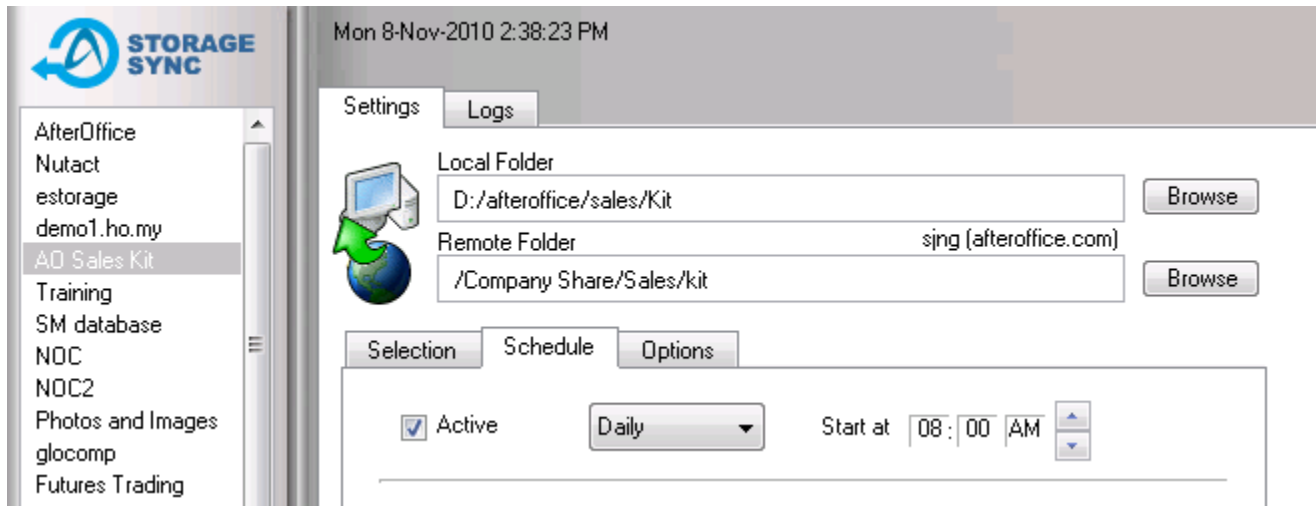 STORAGE
SYNC
AfterOffice
Nutact
estorage
demo1.ho.my
AO Sales Kit
Training
SM database
NOC
NOC2
Photos and Images
glocomp
Futures Trading
Mon 8-Nov-2010 2:38:23 PM
Settings Logs
Local Folder
D:/afteroffice/sales/Kit Browse
Remote Folder sjng (afteroffice.com)
/Company Share/Sales/kit Browse
Selection Schedule Options
Active Daily Start at 08 : 00 AM